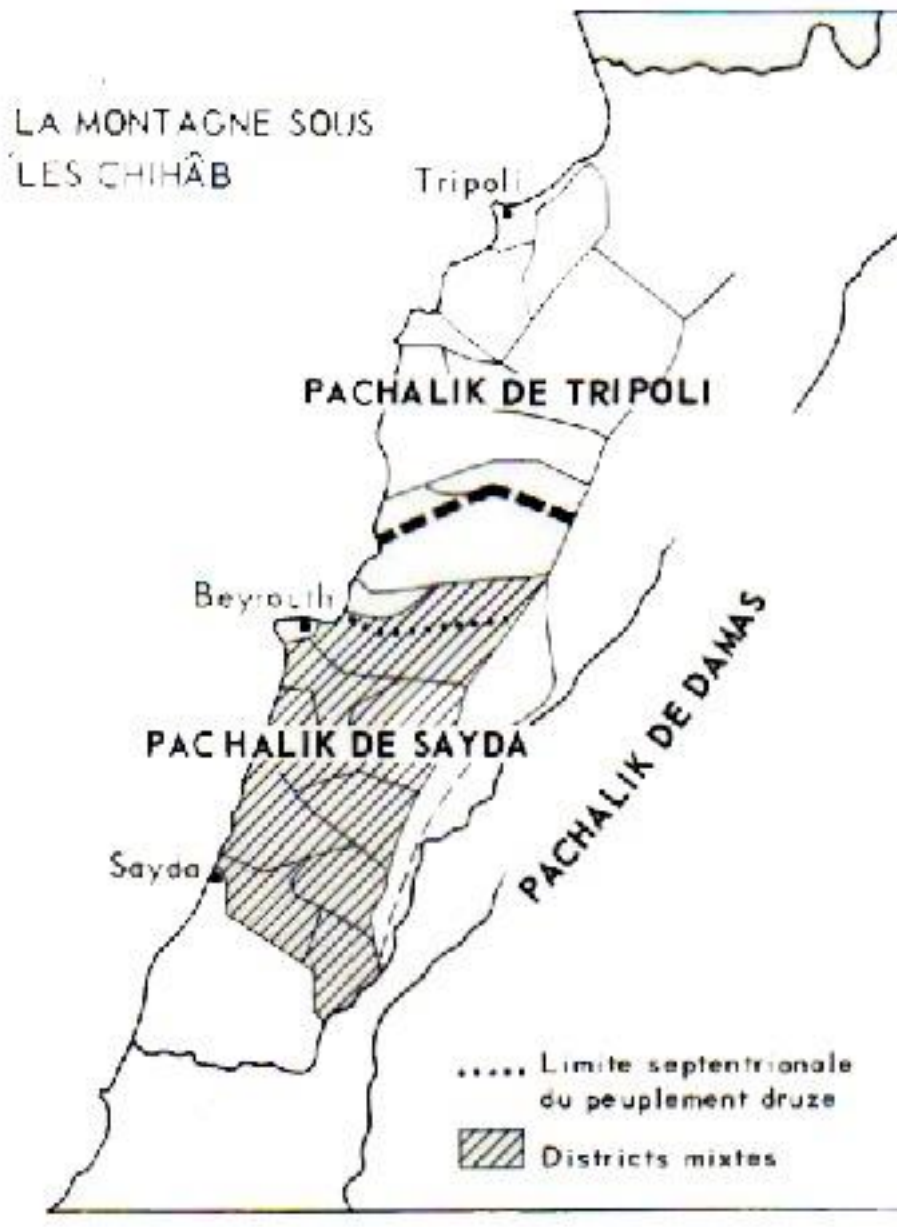 LA MONTAGNE SOUS
LES CHIHÂB
Tripoli
PACHALIK DE TRIPOLI
Beyrouth
PACHALIK DE SAYDA
PACHALIK DE DAMAS
Sayda
Limite septentrionale
du peuplement druze
Districts mixtes